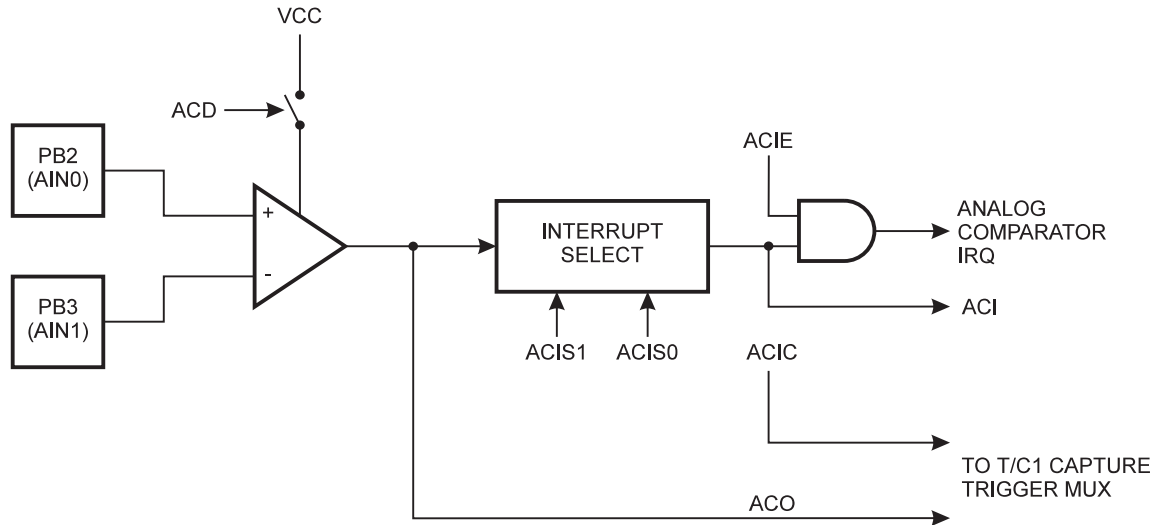 VCC
ACD
PB2
(AIN0)
+
-
PB3
(AIN1)
INTERRUPT
SELECT
ACIS1
ACIS0
ACIE
ANALOG
COMPARATOR
IRQ
ACI
ACIC
TO T/C1 CAPTURE
TRIGGER MUX
ACO